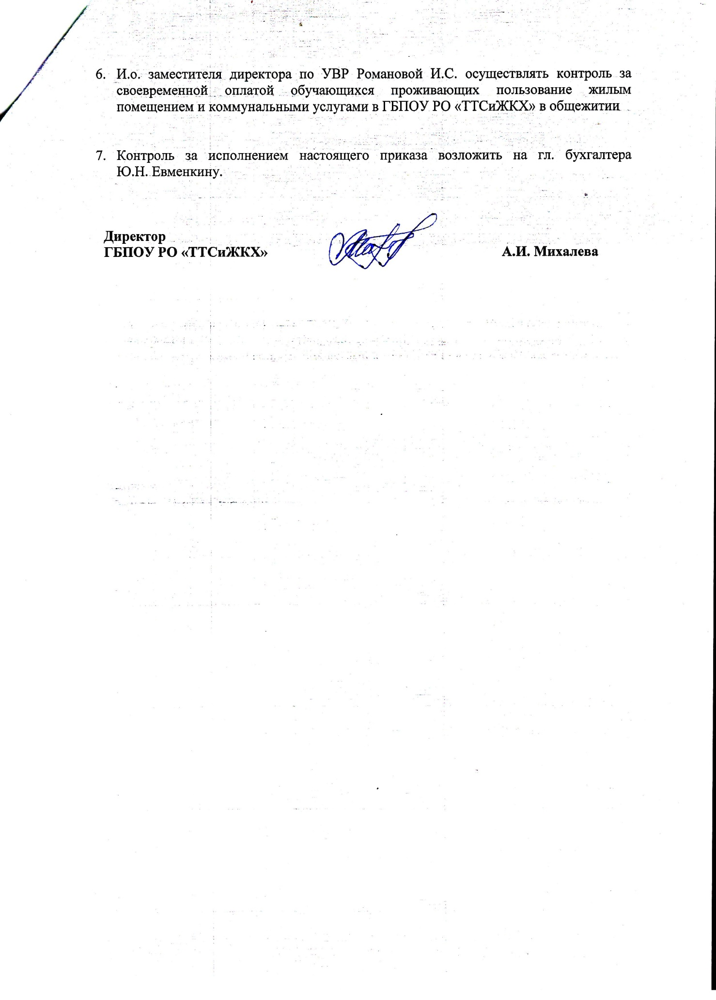 6. И.о. заместителя директора по УВР Романовой И.С. осуществлять контроль за
своевременной оплатой обучающихся проживающих пользование жилым
помещением и коммунальными услугами в ГБПОУ РО «ТТСиЖКХ» в общежитии
7. Контроль за исполнением настоящего приказа возложить на гл. бухгалтера
Ю.Н. Евменкину.
Директор
ГБПОУ РО «ТТСиЖКХ» А.И. Михалева